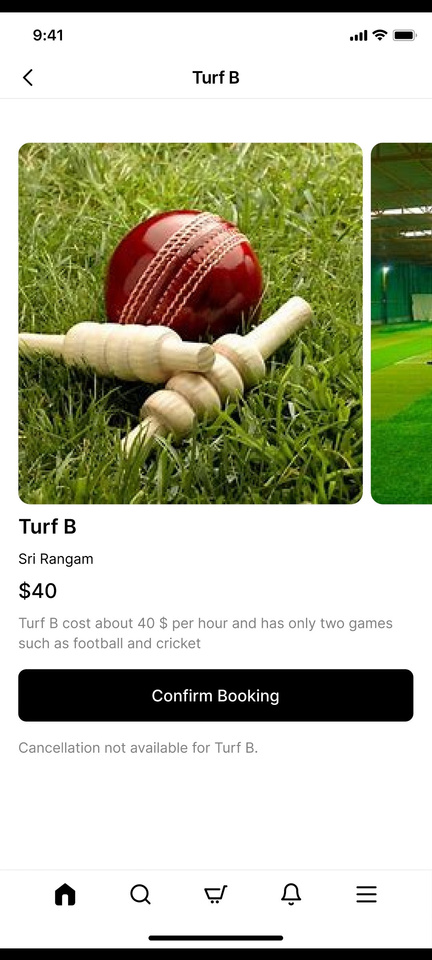 9:41
Turf B
Turf B
Sri Rangam
$40
Turf B cost about 40 $ per hour and has only two games
such as football and cricket
Confirm Booking
Cancellation not available for Turf B.